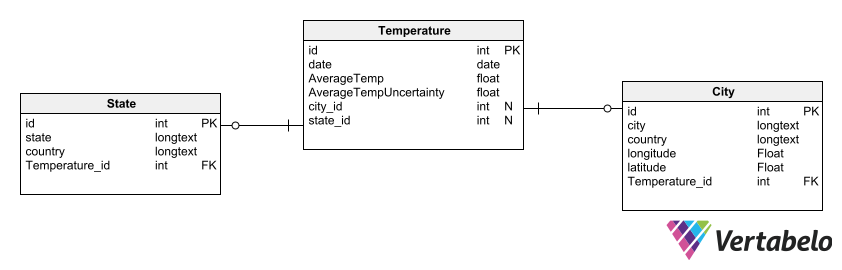 Temperature
id int PK
date date
AverageTemp float
AverageTempUncertainty float
city_id int N
state_id int N
State
id int PK
state longtext
country longtext
Temperature_id int FK
City
id int PK
city longtext
country longtext
longitude Float
latitude Float
Temperature_id int FK
Vertabelo